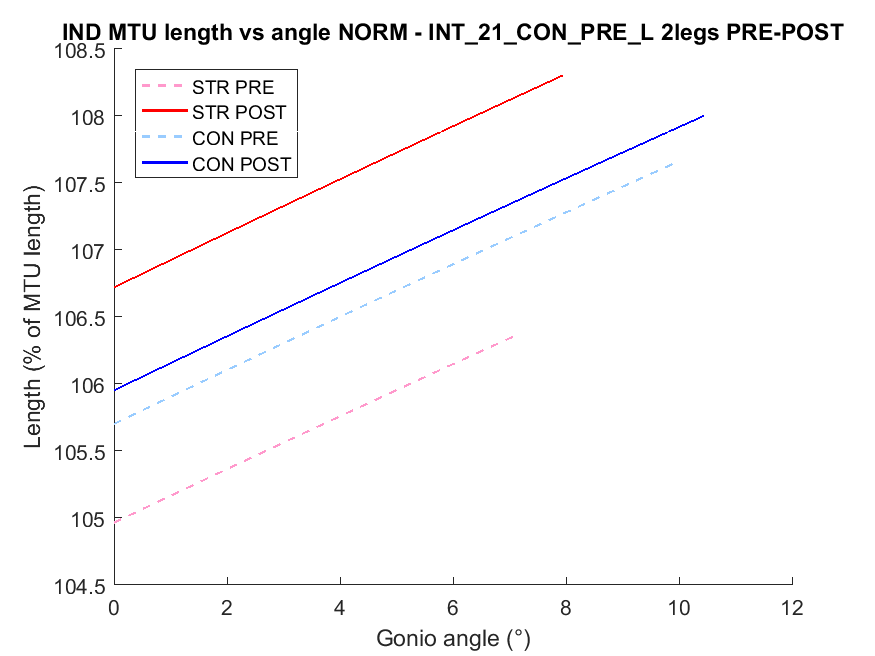 IND MTU length vs angle NORM - INT_21_CON_PRE_L 2legs PRE-POST
108.5
108
107.5
107
106.5
106
105.5
105
104.5
Length (% of MTU length)
STR PRE
STR POST
CON PRE
CON POST
0 2 4 6 8 10 12
Gonio angle (°)